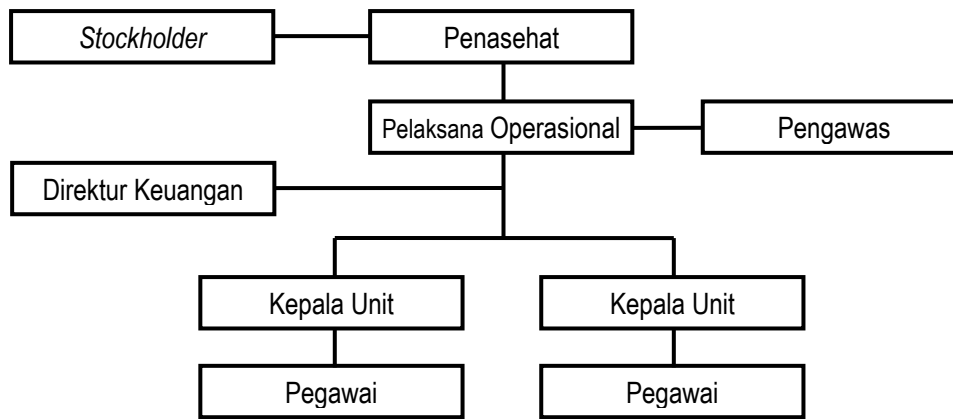 Stockholder
Penasehat
Pelaksana Operasional
Pengawas
Direktur Keuangan
Kepala Unit
Kepala Unit
Pegawai
Pegawai